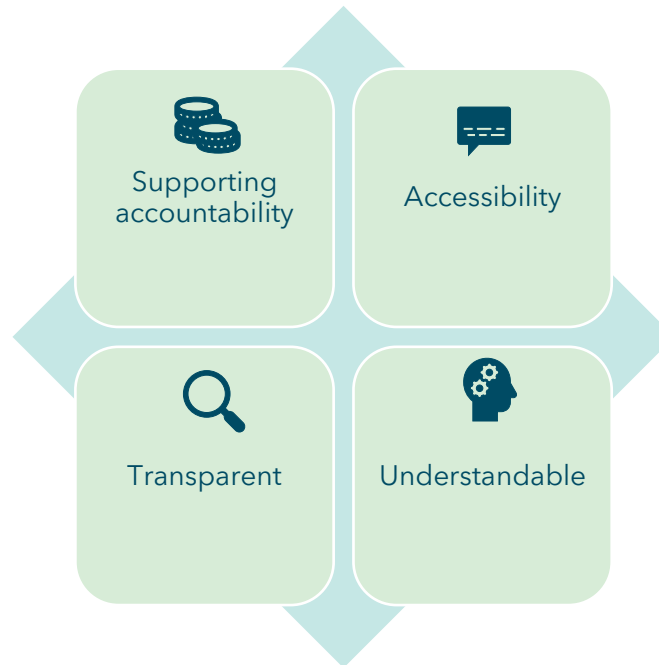 Supporting
accountability
Accessibility
Transparent
Understandable